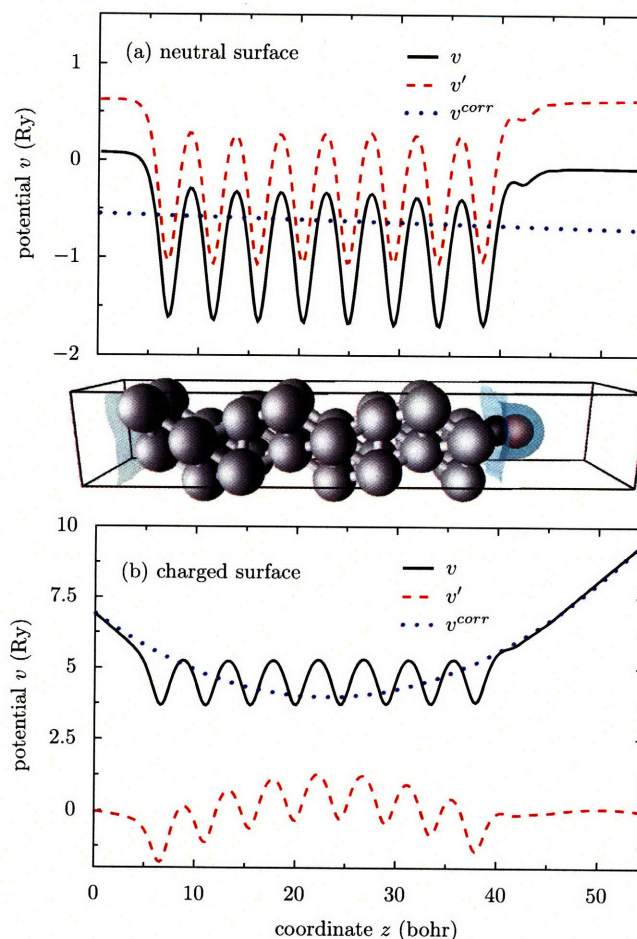 (a) neutral surface
v
v′
v^corr
1
0
−1
−2
potential v (Ry)
(b) charged surface
v
v′
v^corr
10
7.5
5
2.5
0
potential v (Ry)
0 10 20 30 40 50
coordinate z (bohr)